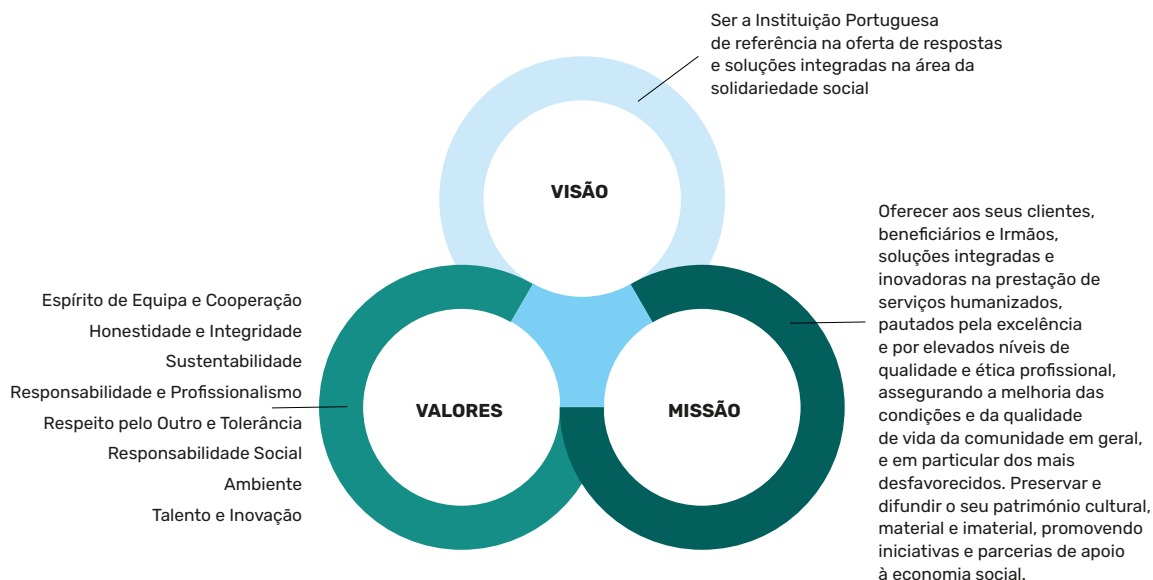 Ser a Instituição Portuguesa
de referência na oferta de respostas
e soluções integradas na área da
solidariedade social
VISÃO
Espírito de Equipa e Cooperação
Honestidade e Integridade
Sustentabilidade
Responsabilidade e Profissionalismo
Respeito pelo Outro e Tolerância
Responsabilidade Social
Ambiente
Talento e Inovação
VALORES
MISSÃO
Oferecer aos seus clientes,
beneficiários e Irmãos,
soluções integradas e
inovadoras na prestação de
serviços humanizados,
pautados pela excelência
e por elevados níveis de
qualidade e ética profissional,
assegurando a melhoria das
condições e da qualidade
de vida da comunidade em geral,
e em particular dos mais
desfavorecidos. Preservar e
difundir o seu património cultural,
material e imaterial, promovendo
iniciativas e parcerias de apoio
à economia social.